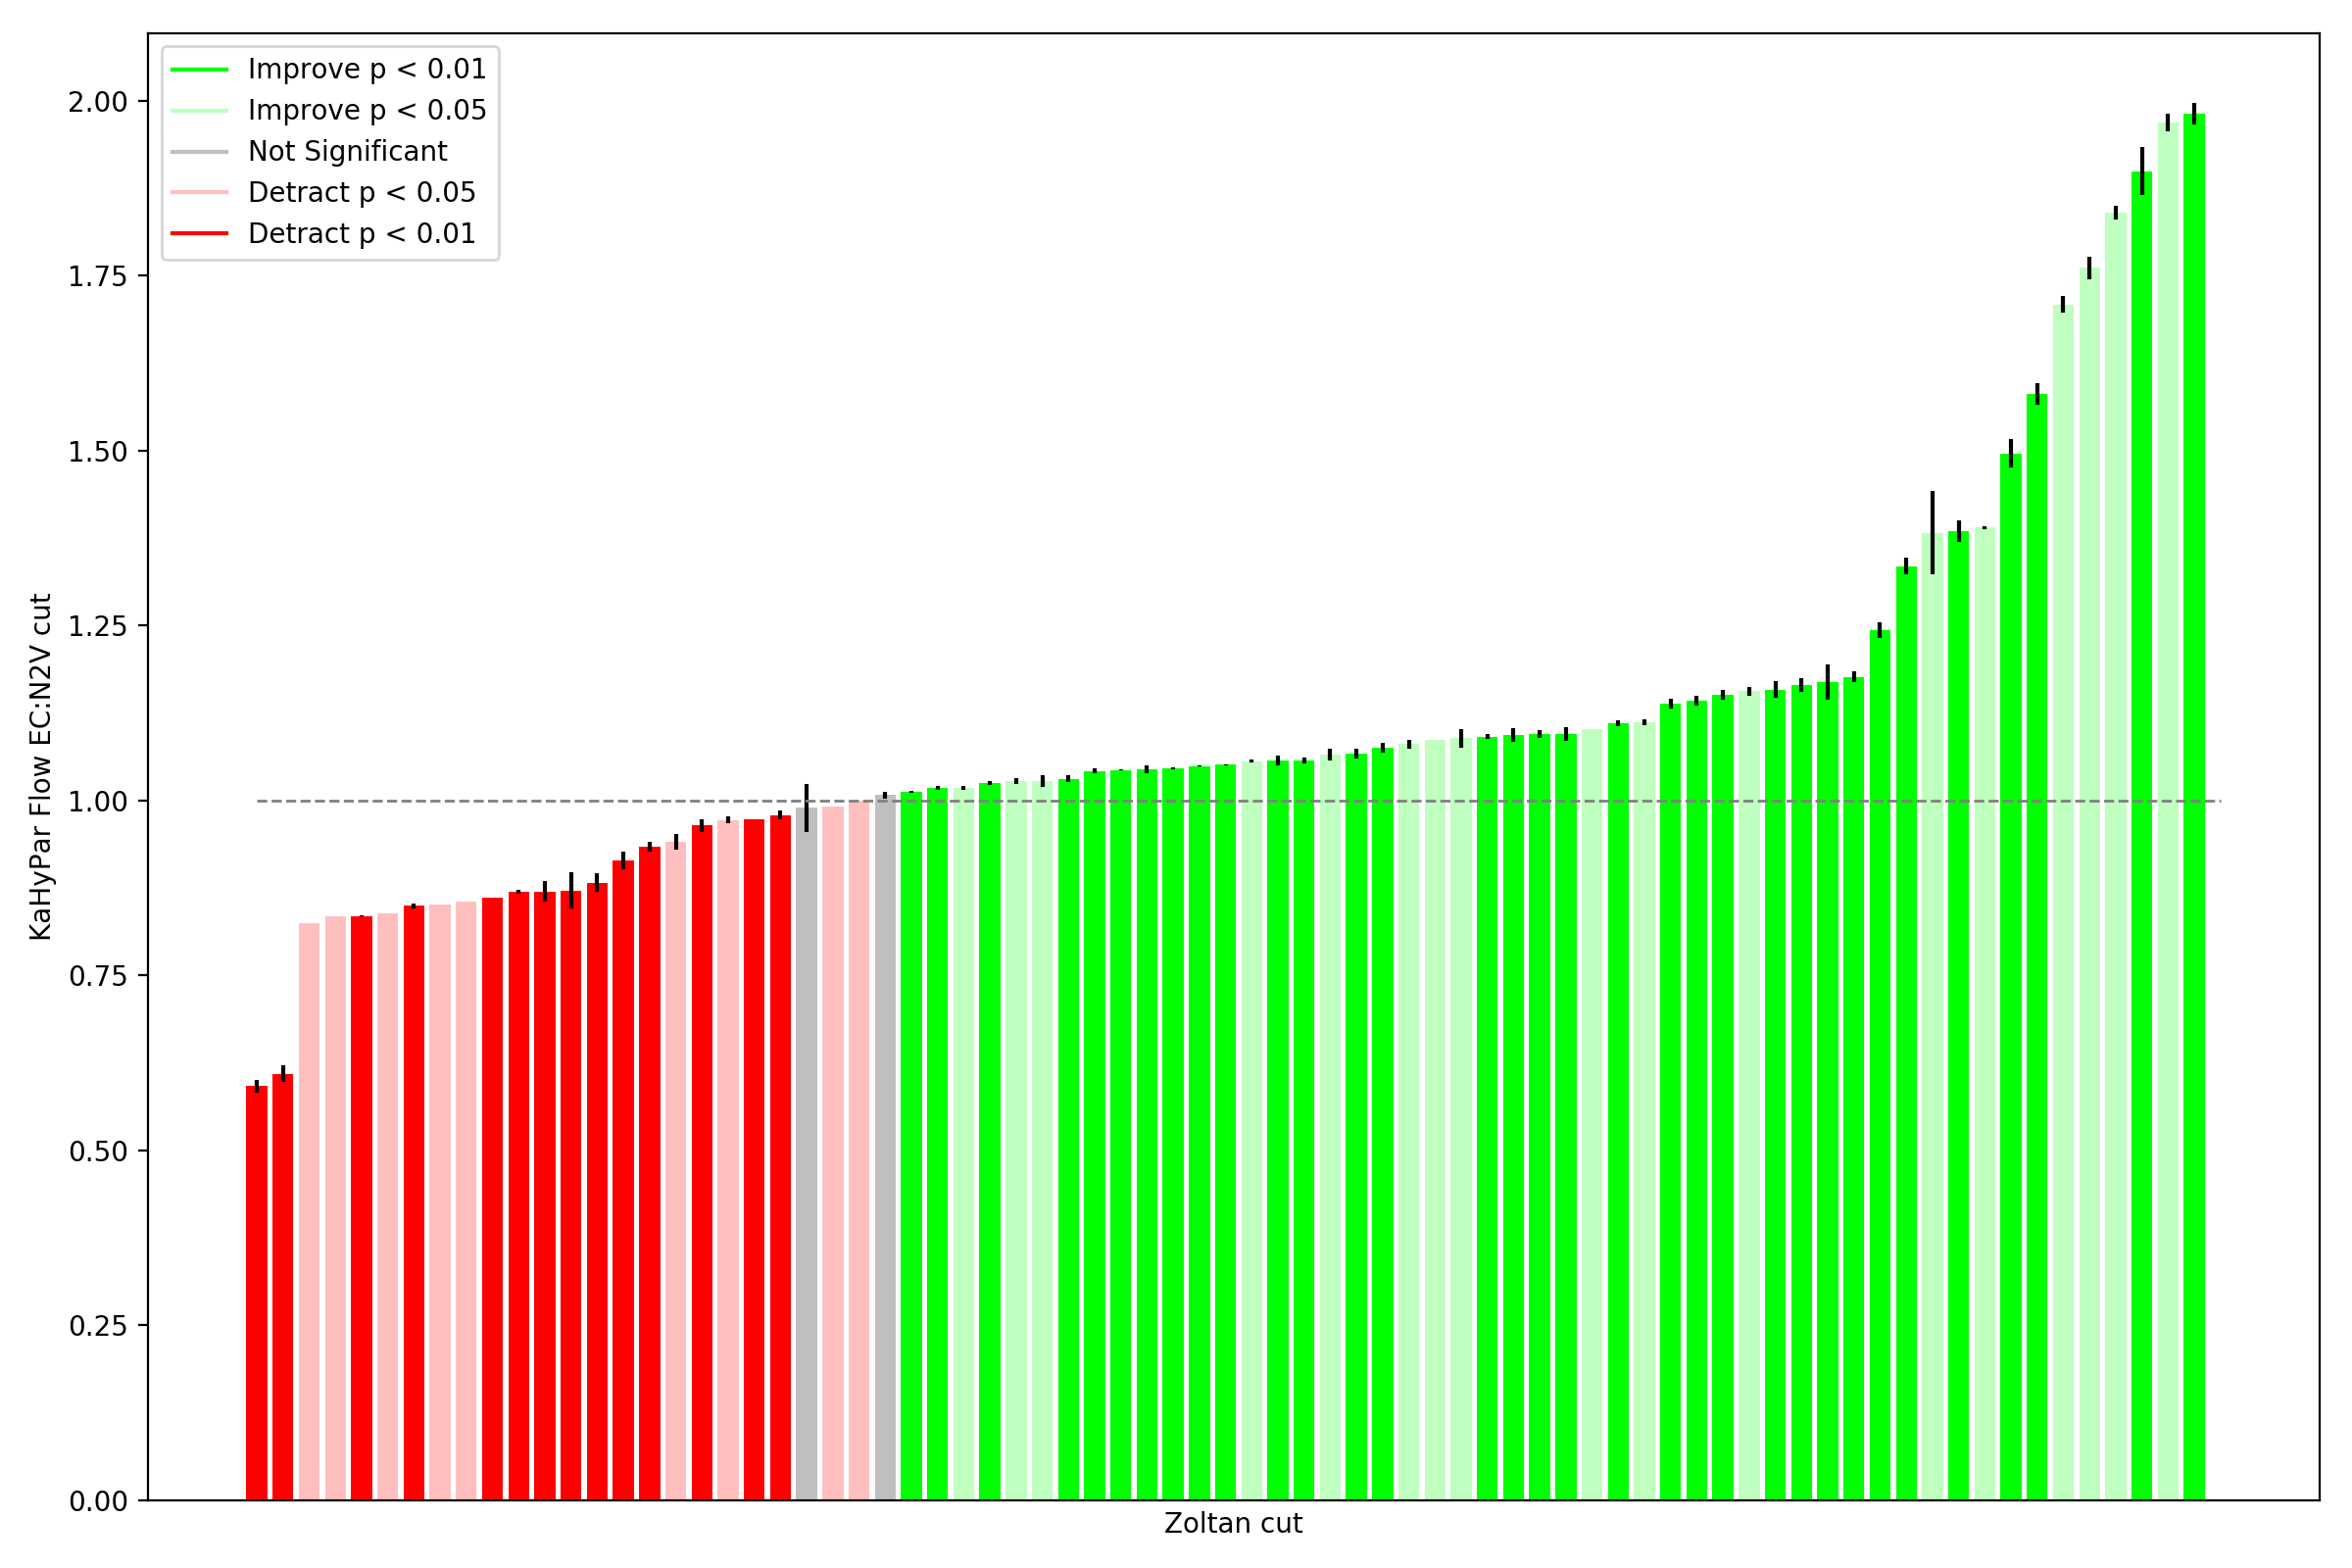 Improve p < 0.01
Improve p < 0.05
Not Significant
Detract p < 0.05
Detract p < 0.01
2.00
1.75
1.50
1.25
1.00
0.75
0.50
0.25
0.00
KaHyPar Flow EC:N2V cut
Zoltan cut